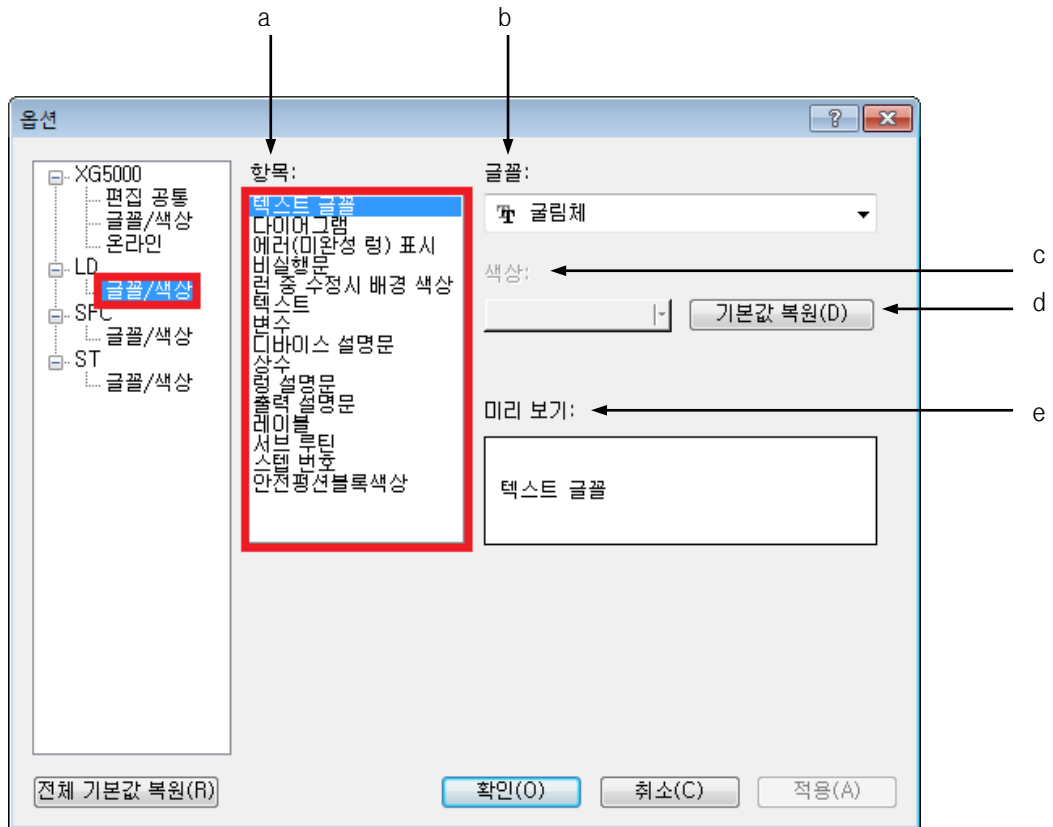 a
b
옵션
XG5000
편집 공통
글꼴/색상
온라인
LD
글꼴/색상
SFC
글꼴/색상
ST
글꼴/색상
항목:
텍스트 글꼴
다이어그램
에러(미완성 렁) 표시
비실행문
런 중 수정시 배경 색상
텍스트
변수
디바이스 설명문
상수
렁 설명문
출력 설명문
레이블
서브 루틴
스텝 번호
안전펑션블록색상
글꼴:
굴림체
색상:
c
기본값 복원(D)
d
미리 보기:
e
텍스트 글꼴
전체 기본값 복원(R)
확인(O)
취소(C)
적용(A)